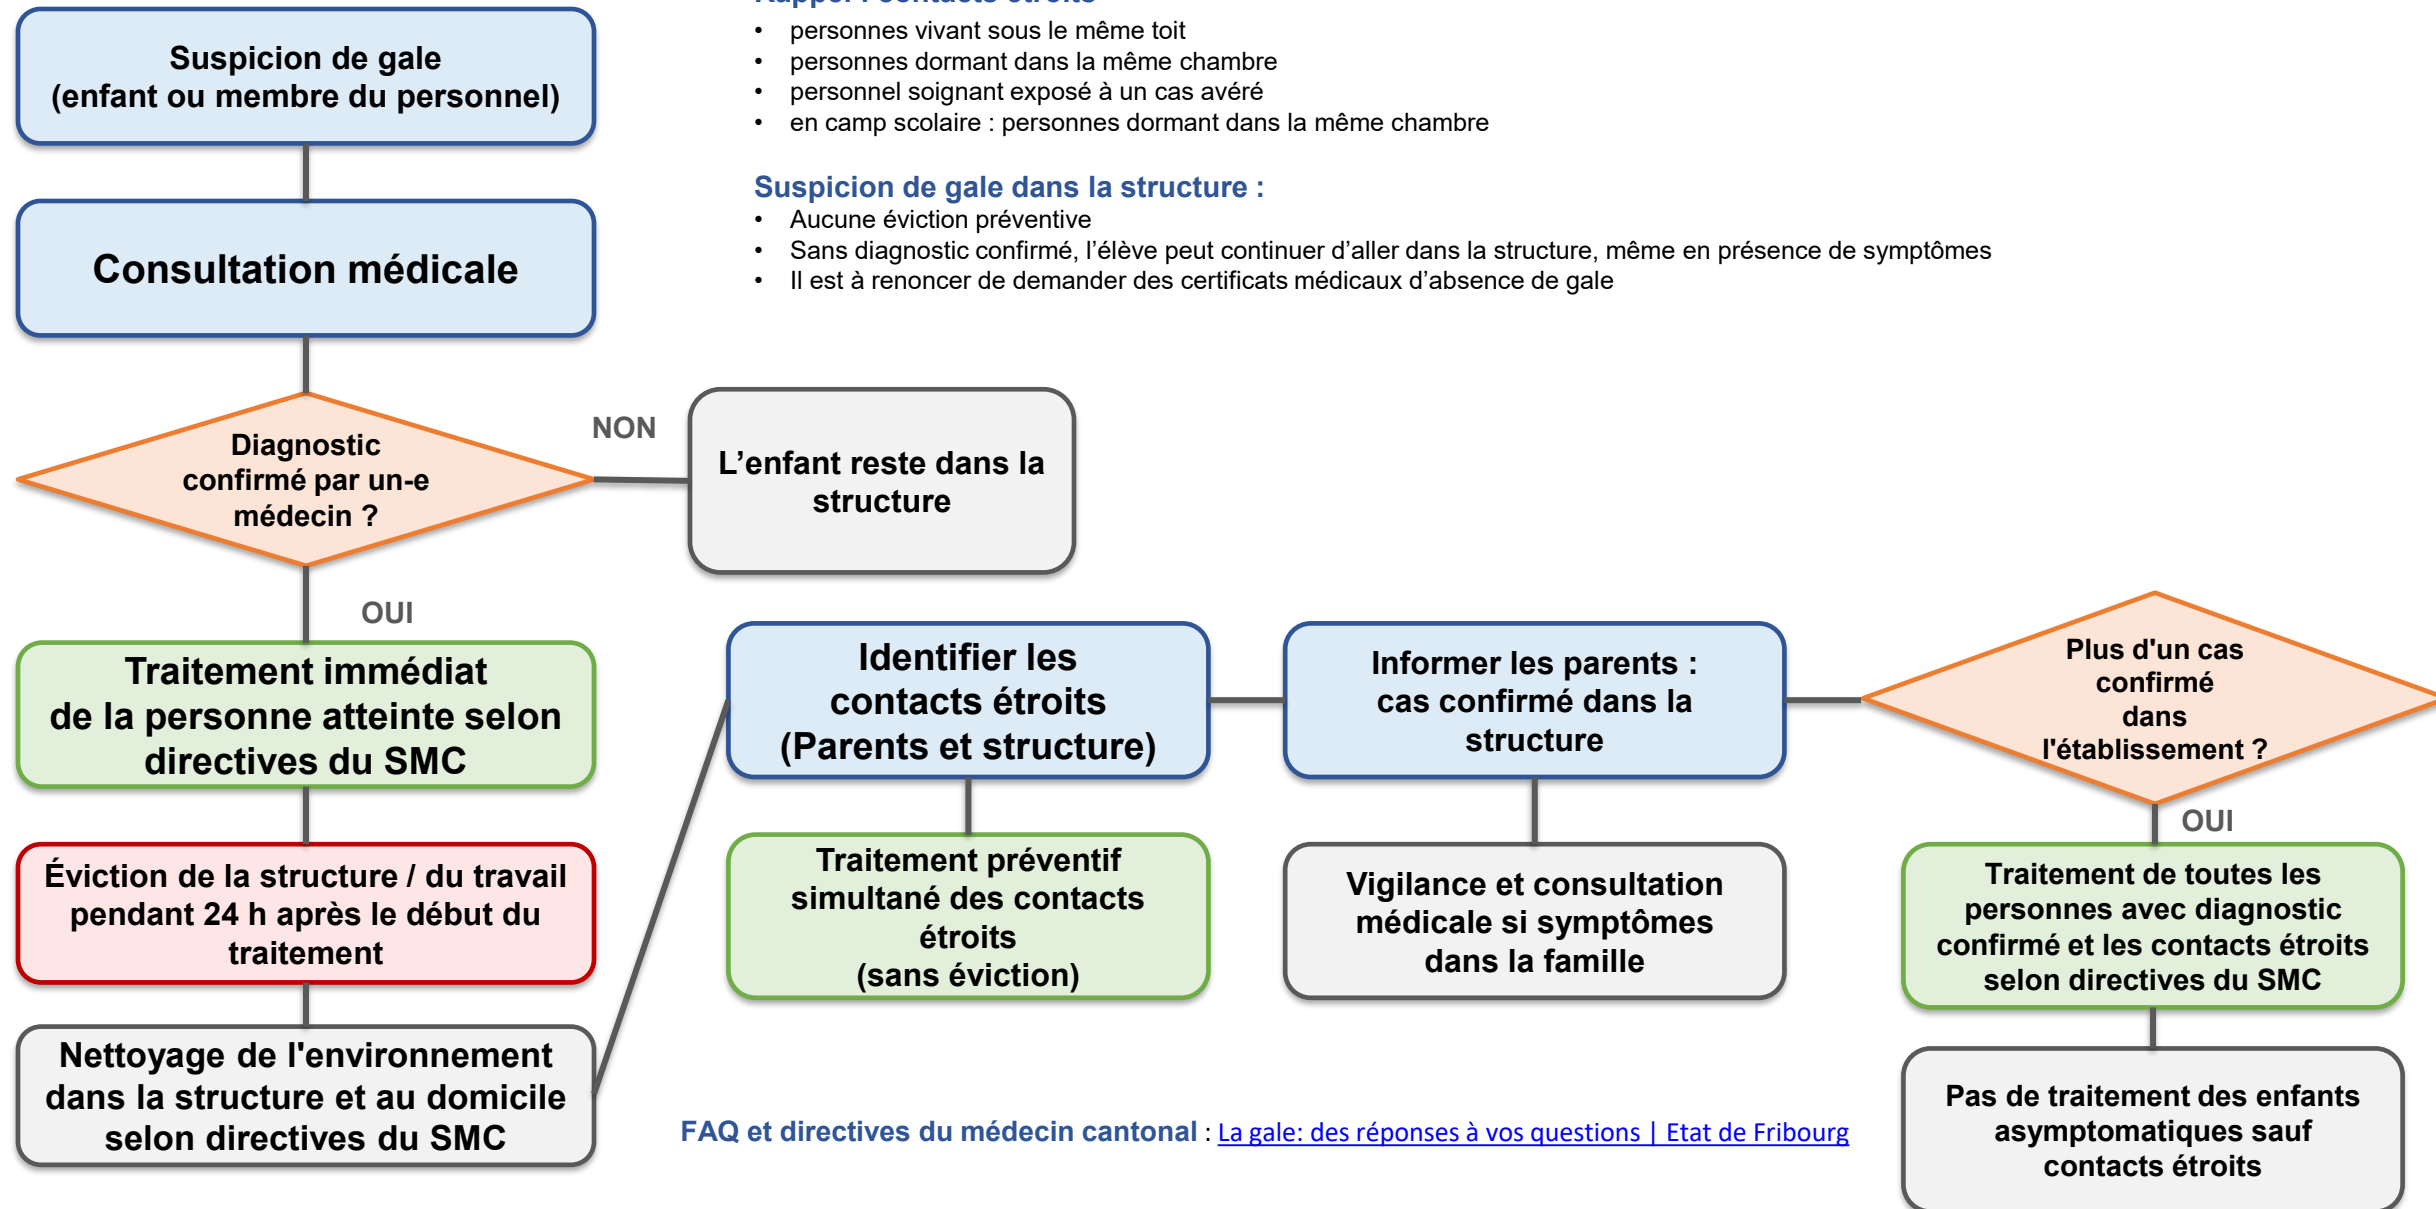 Rappel : contacts étroits
• personnes vivant sous le même toit
• personnes dormant dans la même chambre
• personnel soignant exposé à un cas avéré
• en camp scolaire : personnes dormant dans la même chambre
Suspicion de gale dans la structure :
• Aucune éviction préventive
• Sans diagnostic confirmé, l’élève peut continuer d’aller dans la structure, même en présence de symptômes
• Il est à renoncer de demander des certificats médicaux d’absence de gale
Suspicion de gale
(enfant ou membre du personnel)
Consultation médicale
Diagnostic
confirmé par un-e
médecin ?
NON
L’enfant reste dans la
structure
OUI
Traitement immédiat
de la personne atteinte selon
directives du SMC
Éviction de la structure / du travail
pendant 24 h après le début du
traitement
Nettoyage de l'environnement
dans la structure et au domicile
selon directives du SMC
Identifier les
contacts étroits
(Parents et structure)
Traitement préventif
simultané des contacts
étroits
(sans éviction)
Informer les parents :
cas confirmé dans la
structure
Vigilance et consultation
médicale si symptômes
dans la famille
Plus d'un cas
confirmé
dans
l'établissement ?
OUI
Traitement de toutes les
personnes avec diagnostic
confirmé et les contacts étroits
selon directives du SMC
Pas de traitement des enfants
asymptomatiques sauf
contacts étroits
FAQ et directives du médecin cantonal : La gale: des réponses à vos questions | Etat de Fribourg